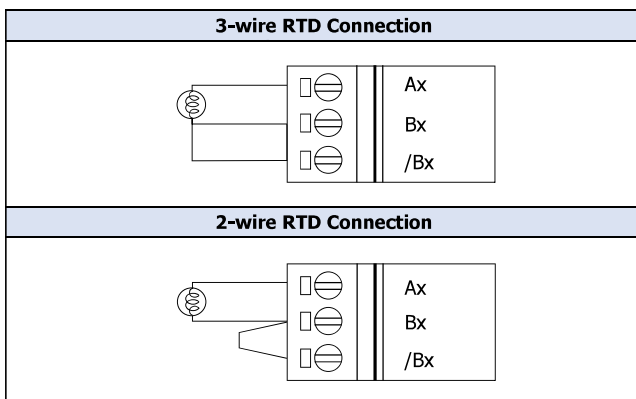 3-wire RTD Connection
Ax
Bx
/Bx
2-wire RTD Connection
Ax
Bx
/Bx